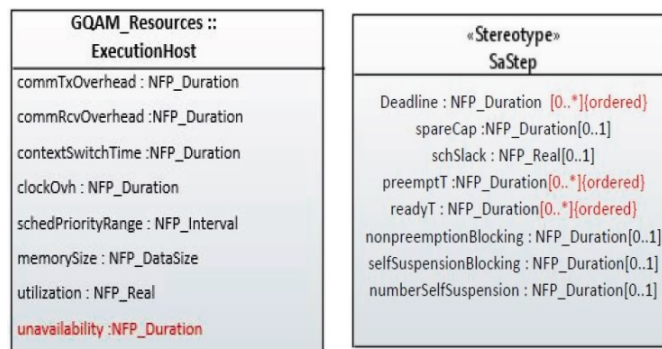 GQAM_Resources ::
ExecutionHost
commTxOverhead : NFP_Duration
commRcvOverhead :NFP_Duration
contextSwitchTime :NFP_Duration
clockOvh : NFP_Duration
schedPriorityRange : NFP_Interval
memorySize : NFP_DataSize
utilization : NFP_Real
unavailability :NFP_Duration
«Stereotype»
SaStep
Deadline : NFP_Duration [0..*]{ordered}
spareCap :NFP_Duration[0..1]
schSlack : NFP_Real[0..1]
preemptT :NFP_Duration[0..*]{ordered}
readyT : NFP_Duration[0..*]{ordered}
nonpreemptionBlocking : NFP_Duration[0..1]
selfSuspensionBlocking : NFP_Duration[0..1]
numberSelfSuspension : NFP_Duration[0..1]